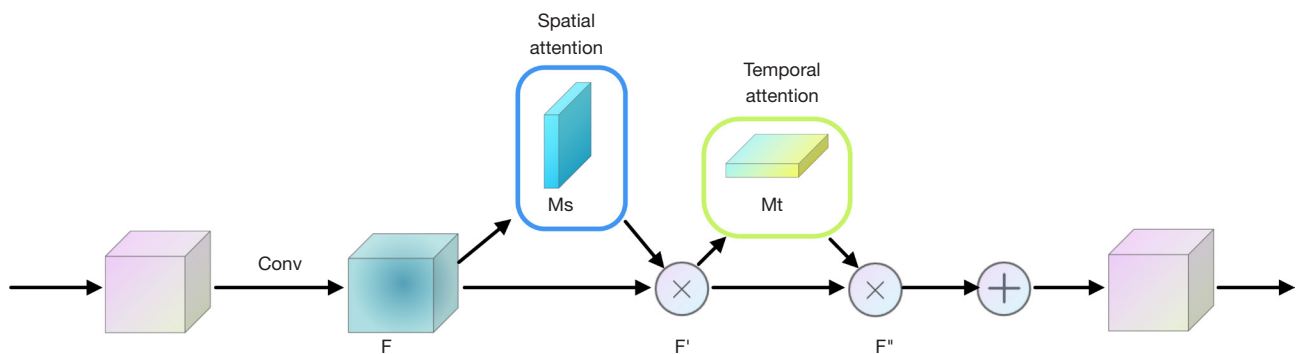 Spatial
attention
Temporal
attention
Ms
Mt
Conv
F
F'
F"